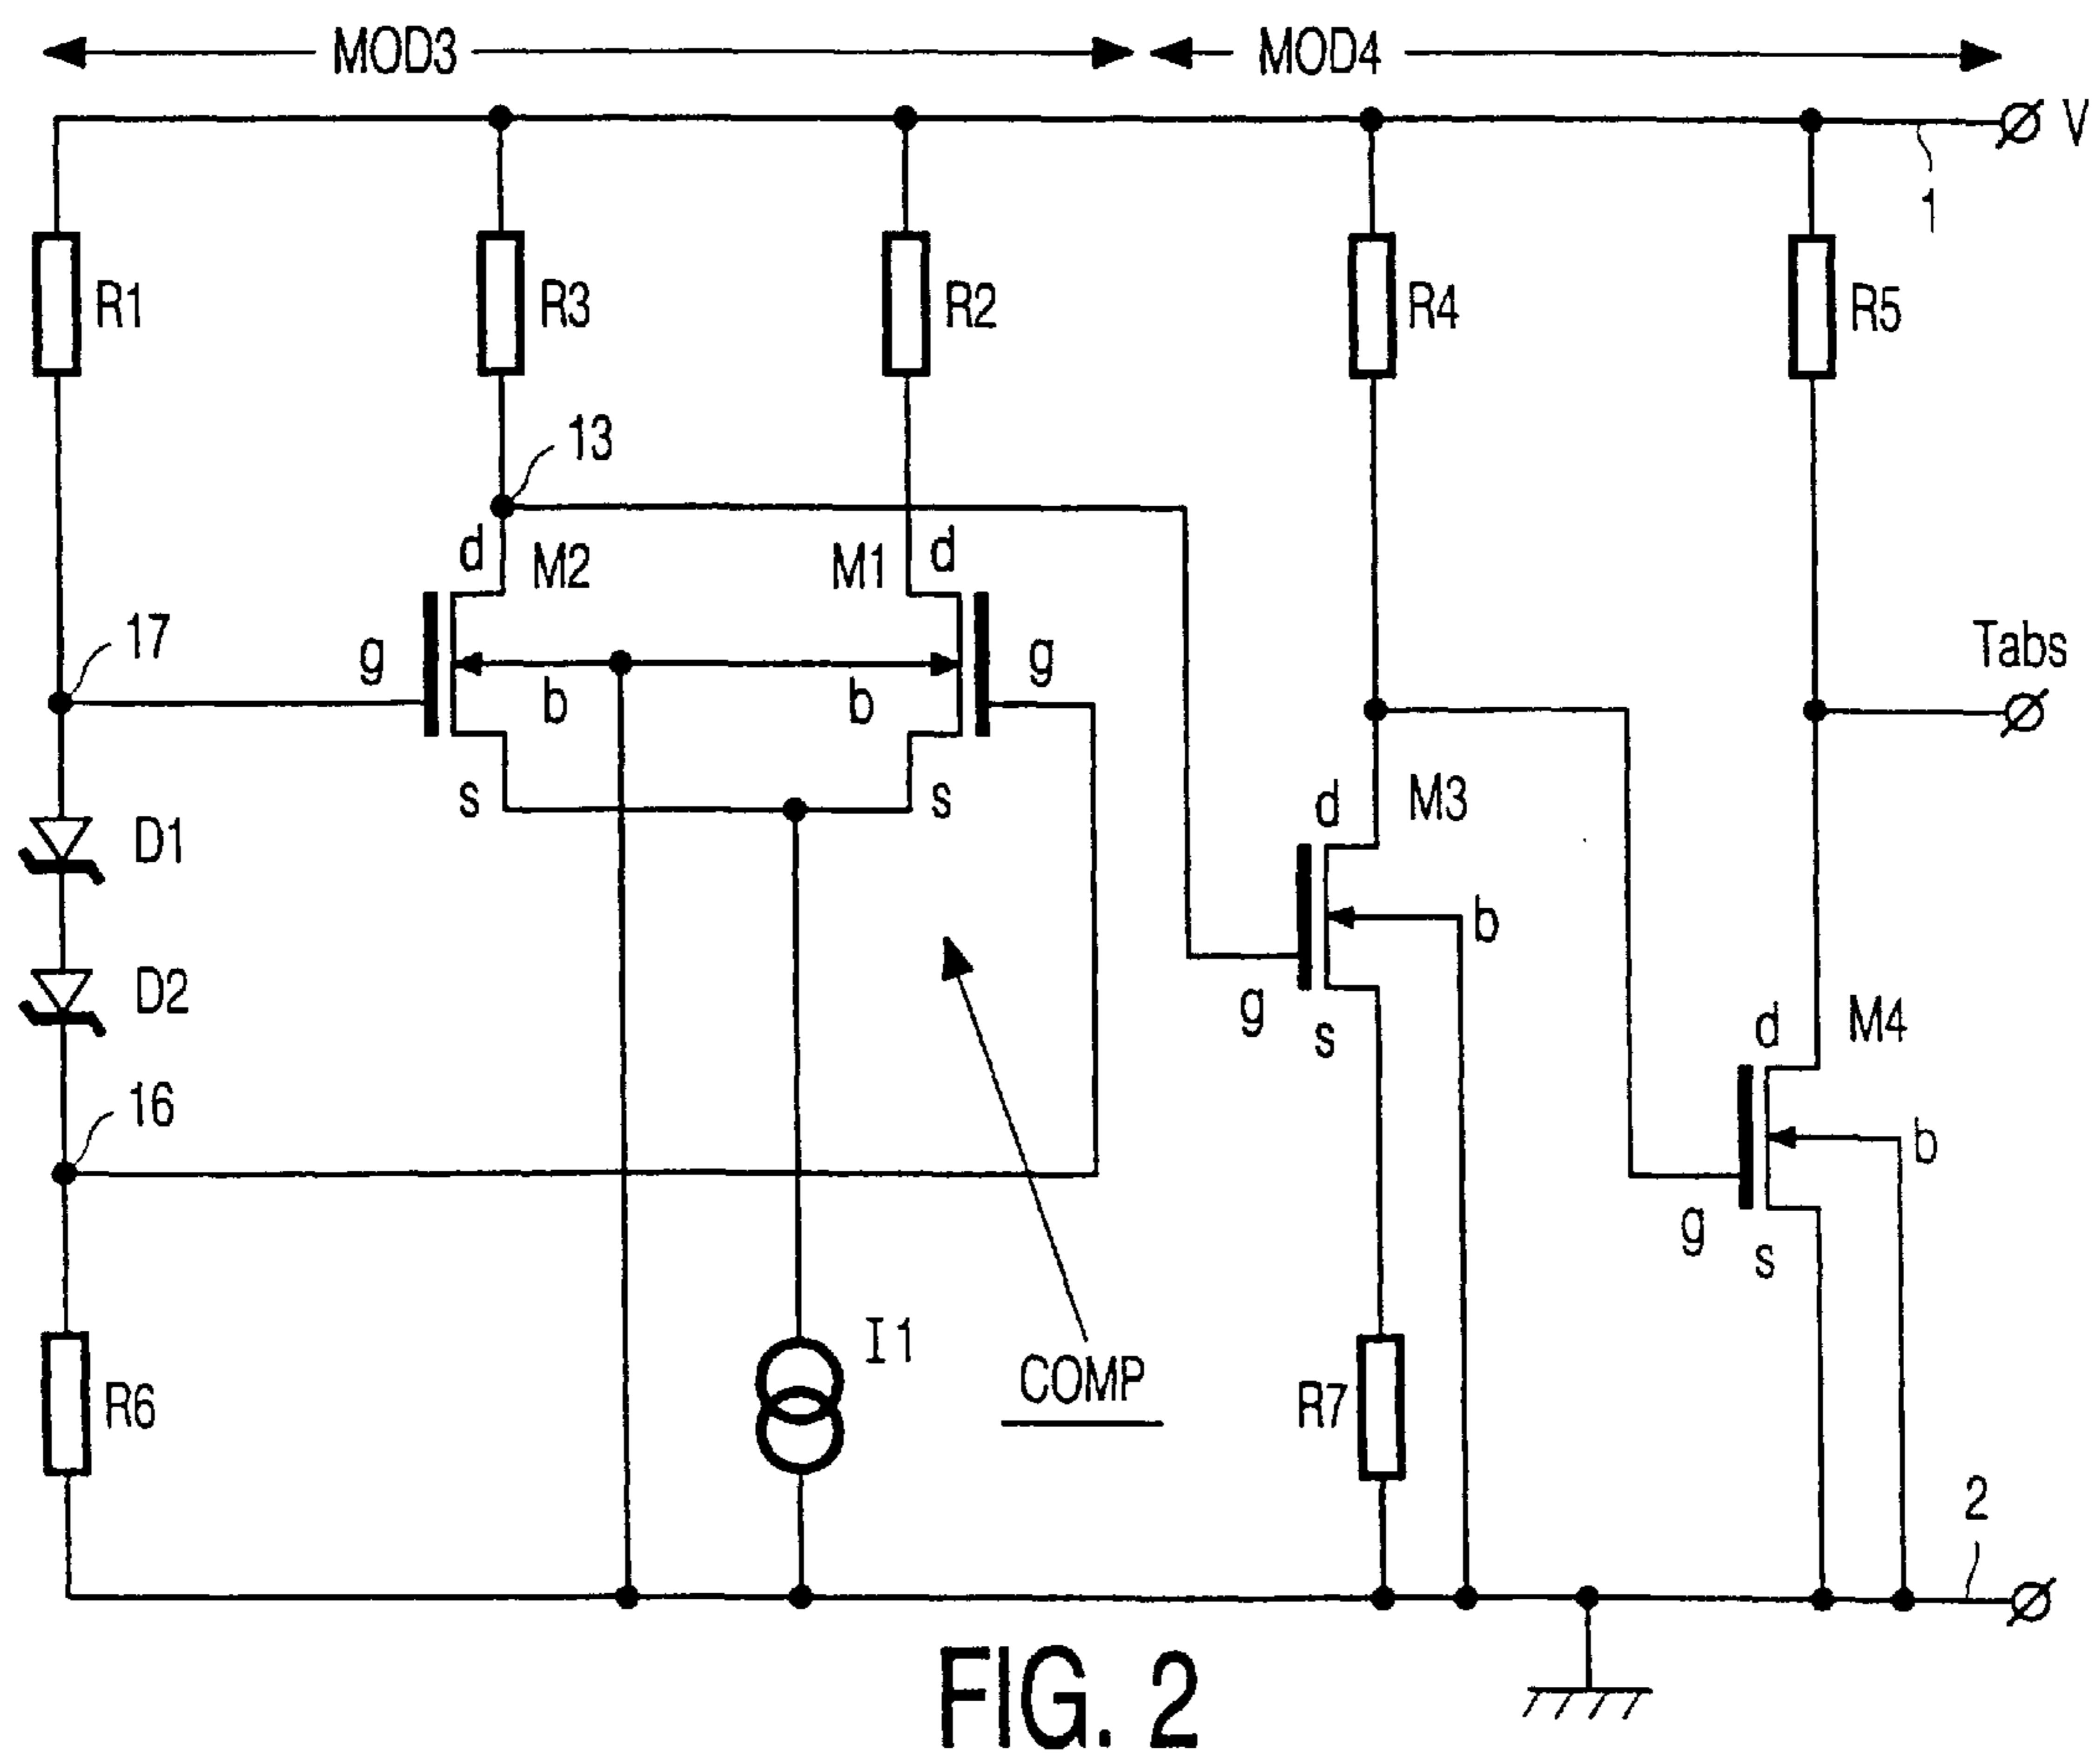 MOD3 MOD4
V
1
R1 R3 R2 R4 R5
13
d M2 M1 d
17 g b b g Tabs
s s d M3
D1
b
D2 g s d M4
16 b
g s
I1
R6 COMP R7
2
FIG. 2